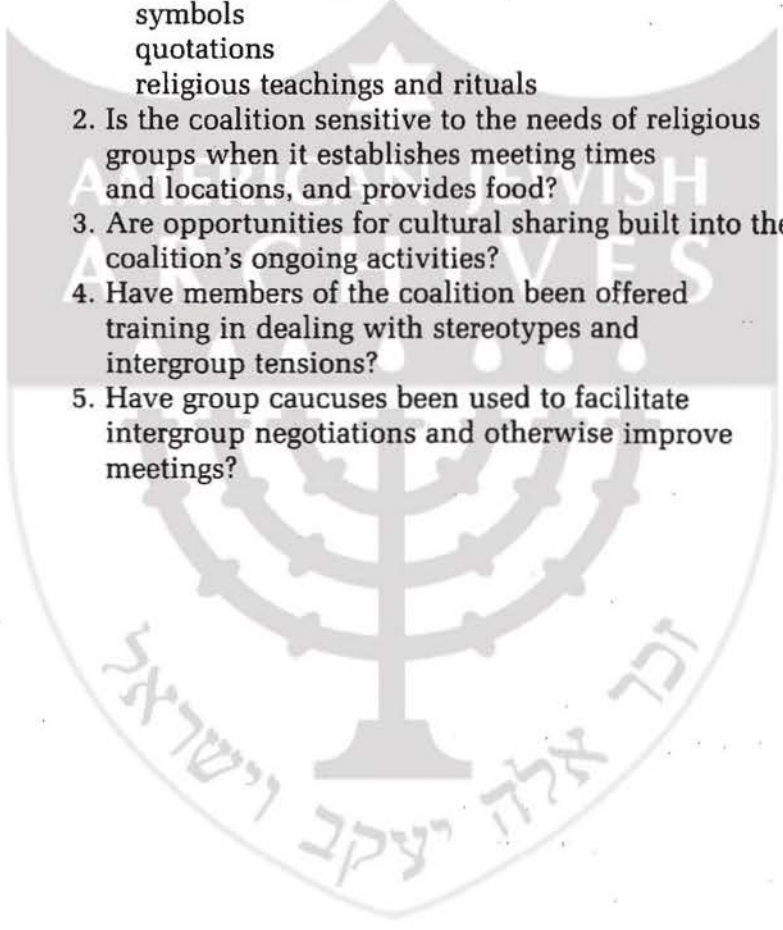 symbols
quotations
religious teachings and rituals
2. Is the coalition sensitive to the needs of religious
groups when it establishes meeting times
and locations, and provides food?
3. Are opportunities for cultural sharing built into the
coalition's ongoing activities?
4. Have members of the coalition been offered
training in dealing with stereotypes and
intergroup tensions?
5. Have group caucuses been used to facilitate
intergroup negotiations and otherwise improve
meetings?
AMERICAN JEWISH
ARCHIVES
זכר אלה יעקב וישראל